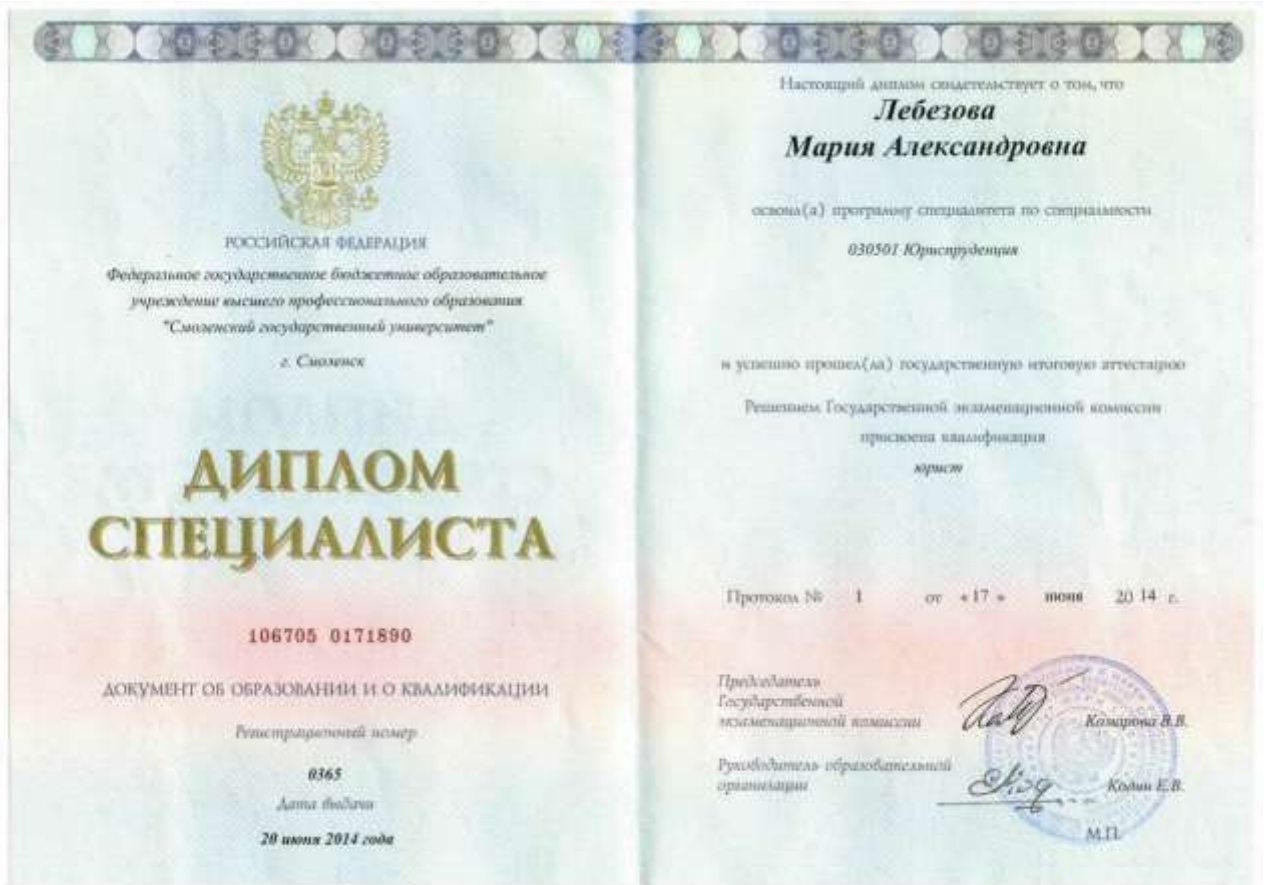 РОССИЙСКАЯ ФЕДЕРАЦИЯ
Федеральное государственное бюджетное образовательное
учреждение высшего профессионального образования
"Смоленский государственный университет"
г. Смоленск
ДИПЛОМ
СПЕЦИАЛИСТА
106705 0171890
ДОКУМЕНТ ОБ ОБРАЗОВАНИИ И О КВАЛИФИКАЦИИ
Регистрационный номер
0365
Дата выдачи
20 июня 2014 года
Настоящий диплом свидетельствует о том, что
Лебезова
Мария Александровна
освоил(а) программу специалитета по специальности
030501 Юриспруденция
и успешно прошел(ла) государственную итоговую аттестацию
Решением Государственной экзаменационной комиссии
присвоена квалификация
юрист
Протокол № 1 от «17» июня 20 14 г.
Председатель
Государственной
экзаменационной комиссии Комарова В.В.
Руководитель образовательной
организации Кодин Е.В.
М.П.